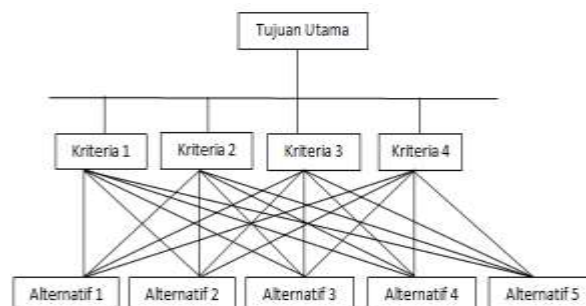 Tujuan Utama
Kriteria 1
Kriteria 2
Kriteria 3
Kriteria 4
Alternatif 1
Alternatif 2
Alternatif 3
Alternatif 4
Alternatif 5